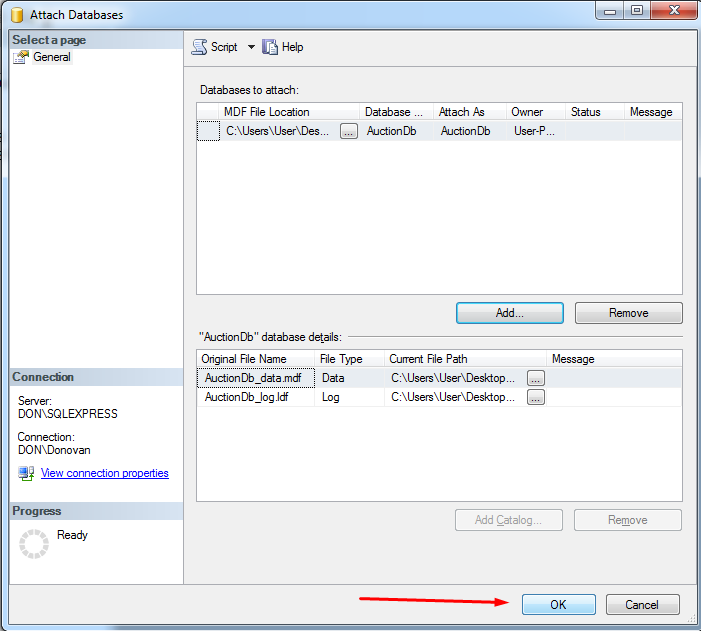 Attach Databases
Select a page
General
Script Help
Databases to attach:
MDF File Location Database ... Attach As Owner Status Message
C:\Users\User\Des... ... AuctionDb AuctionDb User-P...
Add... Remove
"AuctionDb" database details:
Original File Name File Type Current File Path Message
AuctionDb_data.mdf Data C:\Users\User\Desktop... ...
AuctionDb_log.ldf Log C:\Users\User\Desktop... ...
Add Catalog... Remove
Connection
Server:
DON\SQLEXPRESS
Connection:
DON\Donovan
View connection properties
Progress
Ready
OK Cancel